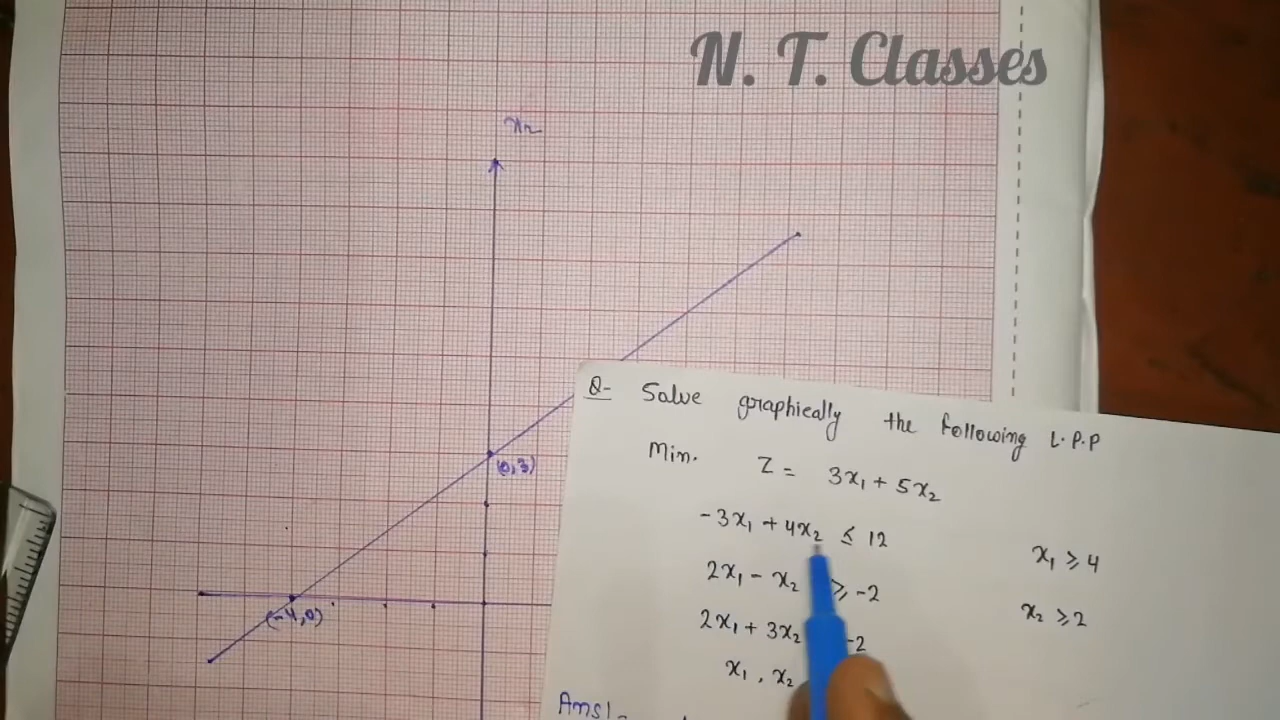 N. T. Classes
x₂
(0,3)
(-4,0)
Q- Solve graphically the following L.P.P
Min. Z = 3x₁ + 5x₂
-3x₁ + 4x₂ ≤ 12
x₁ ≥ 4
2x₁ - x₂ ≥ -2
x₂ ≥ 2
2x₁ + 3x₂ -2
x₁ , x₂
Ans!-